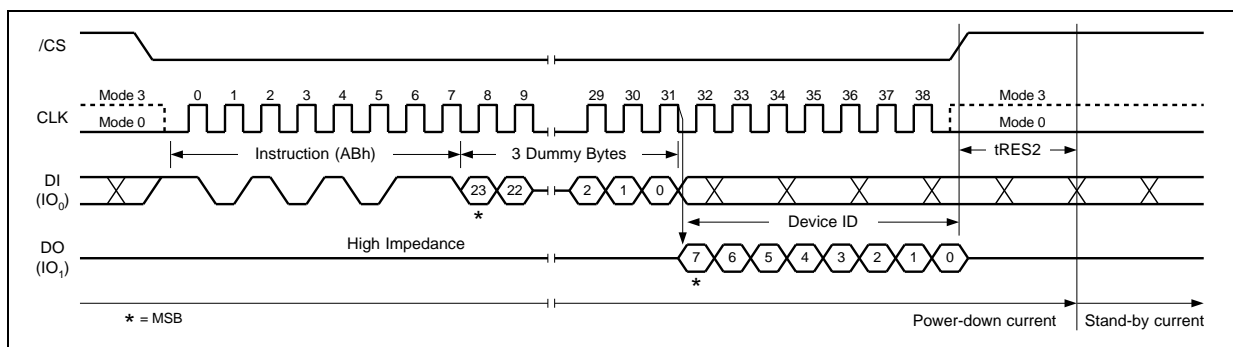 /CS
Mode 3
0 1 2 3 4 5 6 7 8 9 29 30 31 32 33 34 35 36 37 38
Mode 3
CLK
Mode 0
Mode 0
Instruction (ABh)
3 Dummy Bytes
tRES2
DI
(IO0)
23 22 2 1 0
*
Device ID
DO
(IO1)
High Impedance
7 6 5 4 3 2 1 0
*
* = MSB
Power-down current
Stand-by current